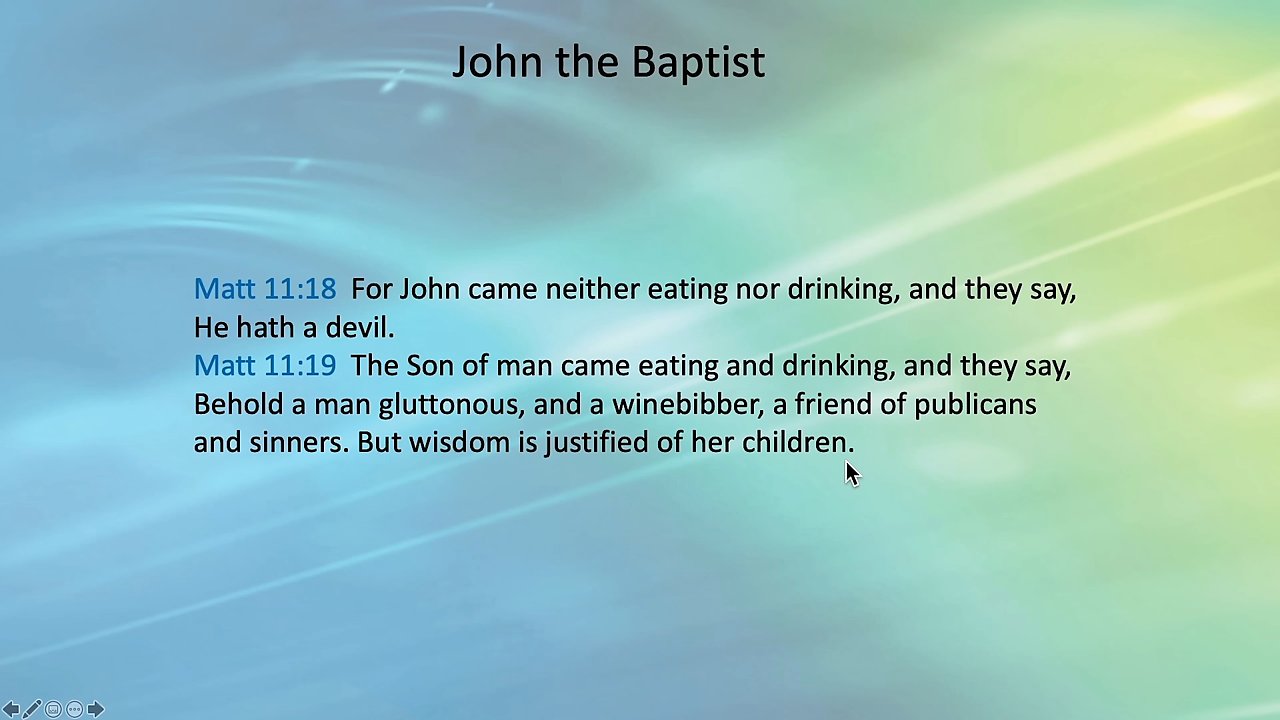 John the Baptist
Matt 11:18 For John came neither eating nor drinking, and they say,
He hath a devil.
Matt 11:19 The Son of man came eating and drinking, and they say,
Behold a man gluttonous, and a winebibber, a friend of publicans
and sinners. But wisdom is justified of her children.